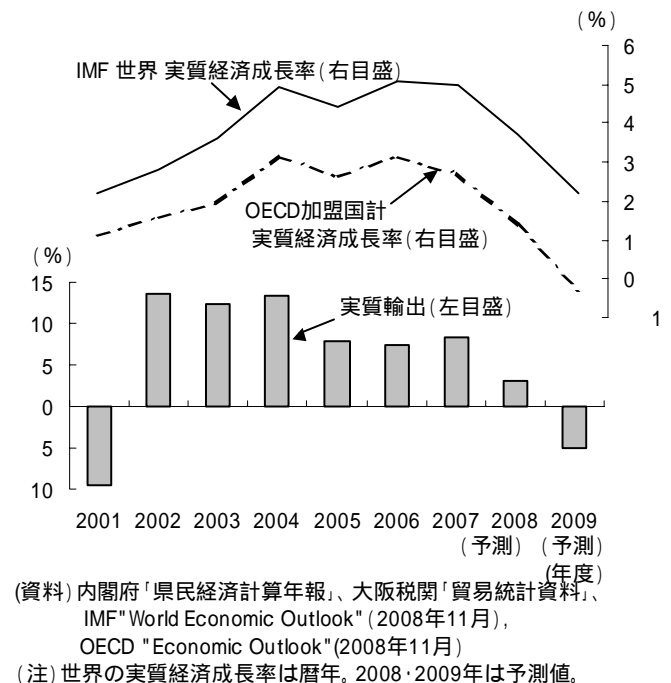 (%)
6
IMF 世界 実質経済成長率(右目盛)
5
4
3
2
OECD加盟国計
実質経済成長率(右目盛)
1
0
1
(%)
15
実質輸出(左目盛)
10
5
0
5
10
2001 2002 2003 2004 2005 2006 2007 2008 2009
(予測) (予測)
(年度)
(資料)内閣府「県民経済計算年報」、大阪税関「貿易統計資料」、
IMF"World Economic Outlook"(2008年11月),
OECD "Economic Outlook"(2008年11月)
(注)世界の実質経済成長率は暦年。2008・2009年は予測値。